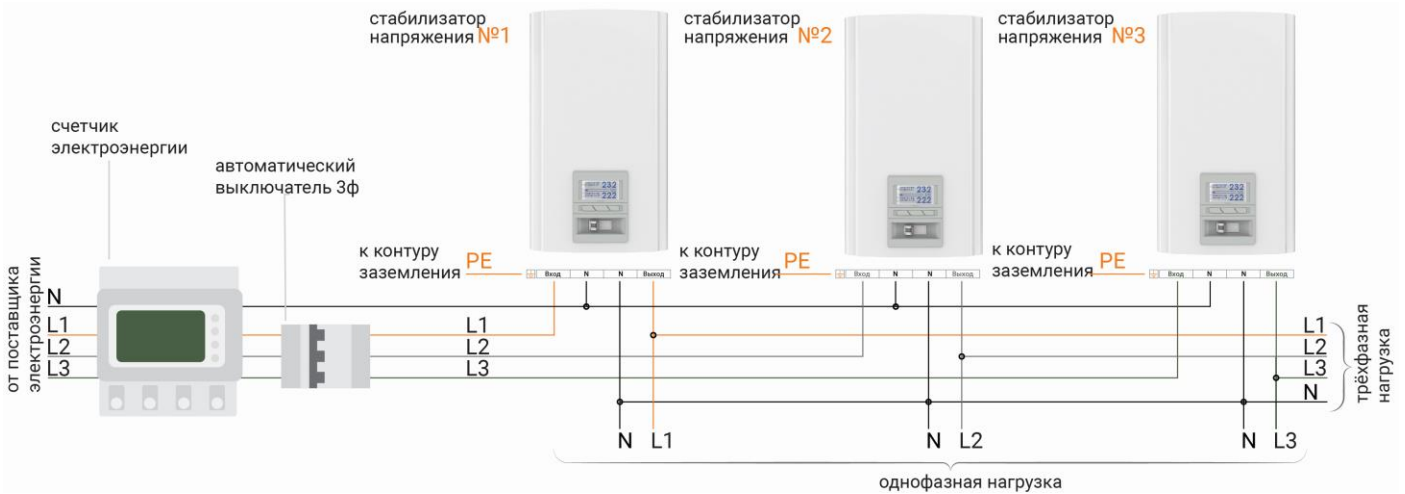 стабилизатор
напряжения №1
стабилизатор
напряжения №2
стабилизатор
напряжения №3
счетчик
электроэнергии
автоматический
выключатель 3ф
232
222
232
222
232
222
к контуру
заземления PE
к контуру
заземления PE
к контуру
заземления PE
Вход N N Выход
Вход N N Выход
Вход N N Выход
от поставщика
электроэнергии
N
L1
L2
L3
L1
L2
L3
L1
L2
L3
N
трёхфазная
нагрузка
N L1
N L2
N L3
однофазная нагрузка